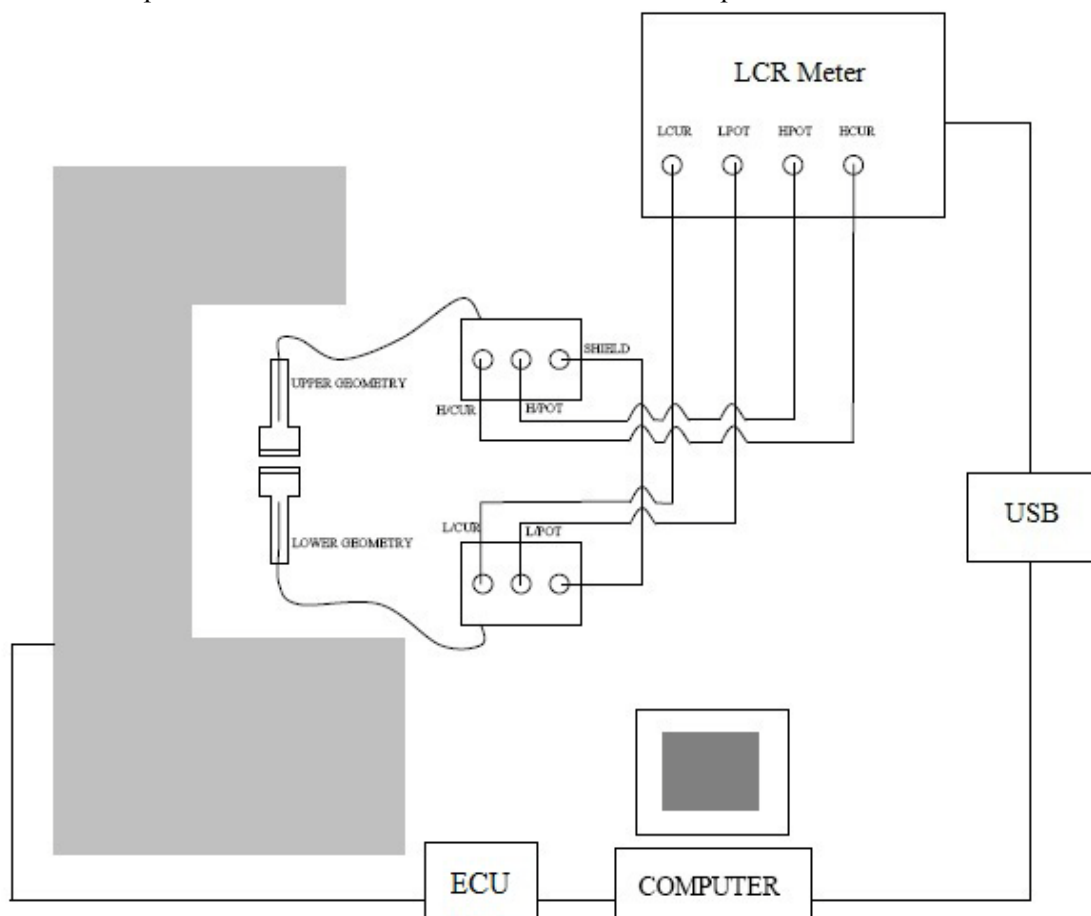 LCR Meter
LCUR LPOT HPOT HCUR
SHIELD
UPPER GEOMETRY
H/CUR H/POT
L/CUR L/POT
LOWER GEOMETRY
USB
ECU
COMPUTER